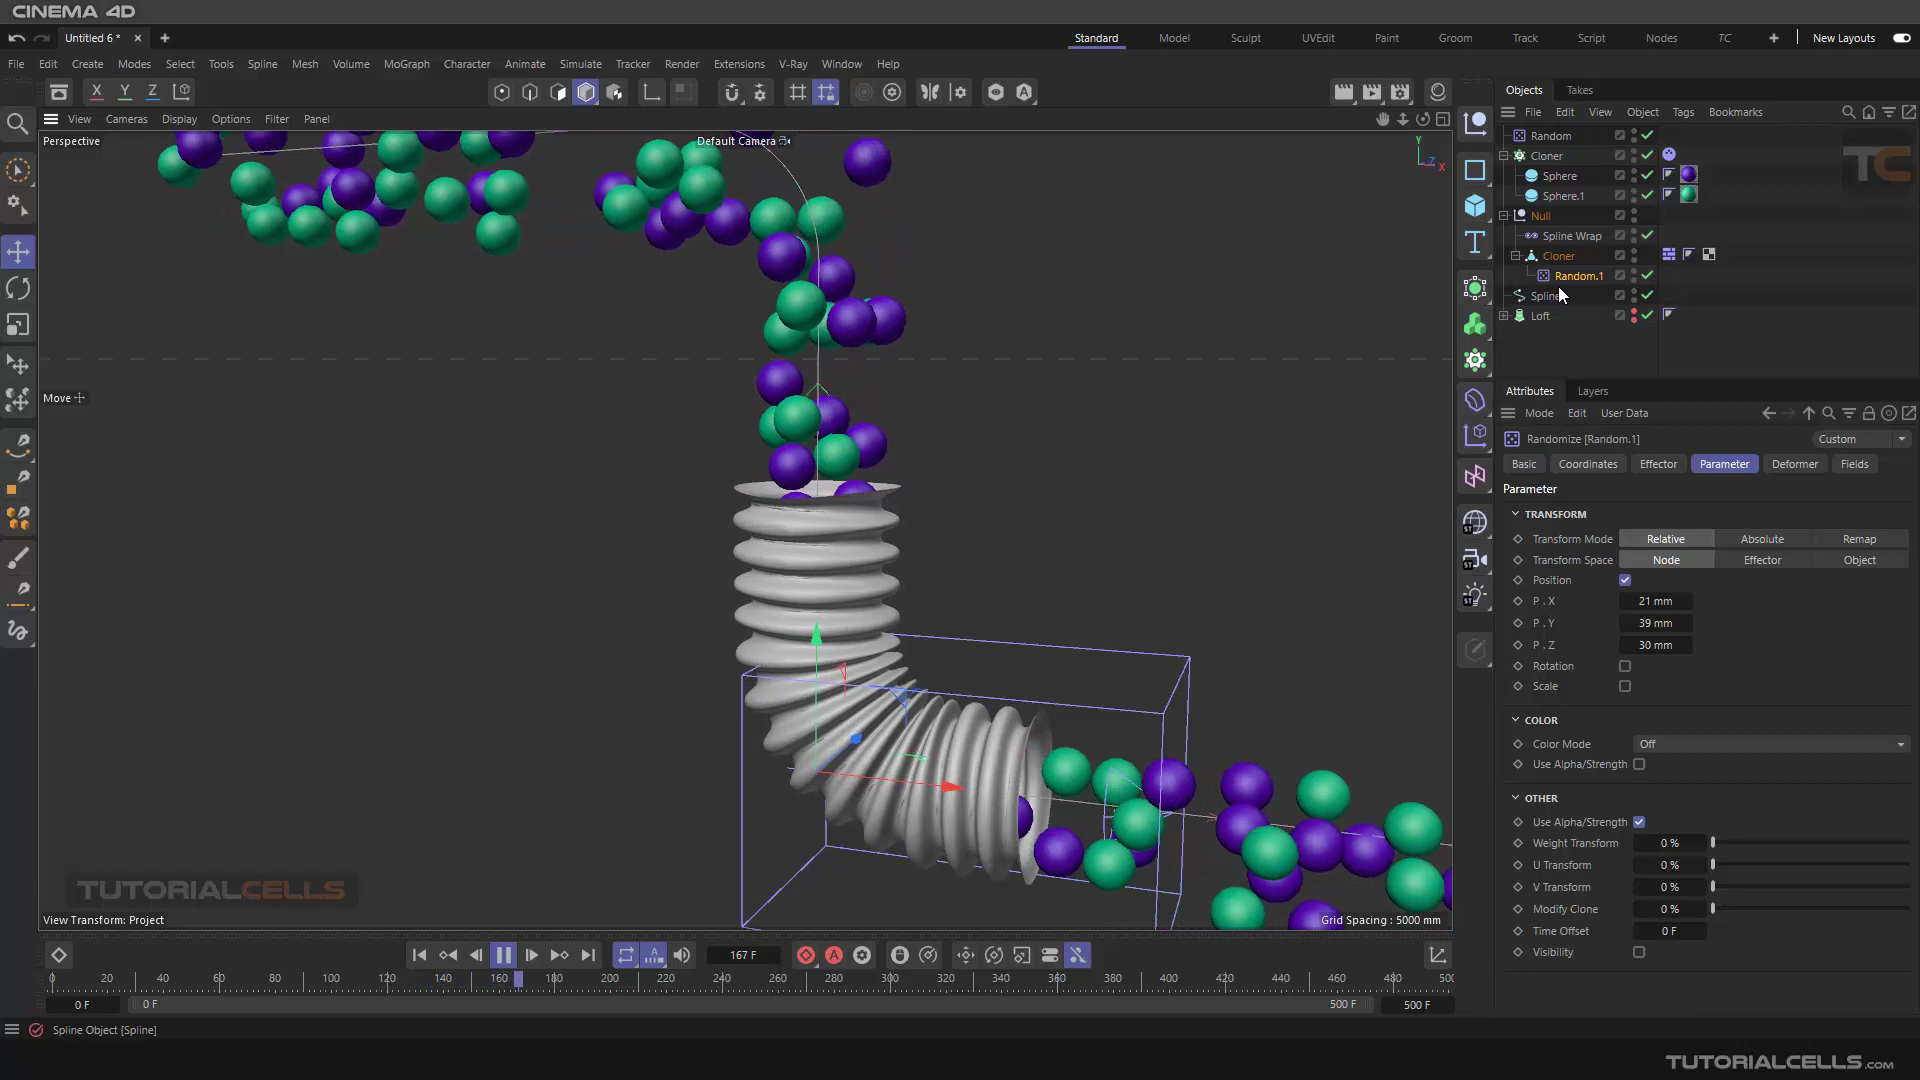 CINEMA 4D
Untitled 6 *
Standard Model Sculpt UVEdit Paint Groom Track Script Nodes TC New Layouts
File Edit Create Modes Select Tools Spline Mesh Volume MoGraph Character Animate Simulate Tracker Render Extensions V-Ray Window Help
X Y Z
Objects Takes
File Edit View Object Tags Bookmarks
View Cameras Display Options Filter Panel
Perspective
Default Camera
Y
Z
X
Random
Cloner
Sphere
Sphere.1
Null
Spline Wrap
Cloner
Random.1
Spline
Loft
TC
Move
Attributes Layers
Mode Edit User Data
Randomize [Random.1]
Custom
Basic Coordinates Effector Parameter Deformer Fields
Parameter
TRANSFORM
Transform Mode Relative Absolute Remap
Transform Space Node Effector Object
Position
P . X 21 mm
P . Y 39 mm
P . Z 30 mm
Rotation
Scale
COLOR
Color Mode Off
Use Alpha/Strength
OTHER
Use Alpha/Strength
Weight Transform 0 %
U Transform 0 %
V Transform 0 %
Modify Clone 0 %
Time Offset 0 F
Visibility
TUTORIALCELLS
View Transform: Project
Grid Spacing : 5000 mm
167 F
0 20 40 60 80 100 120 140 160 180 200 220 240 260 280 300 320 340 360 380 400 420 440 460 480 500
0 F 0 F 500 F 500 F
Spline Object [Spline]
TUTORIALCELLS.COM